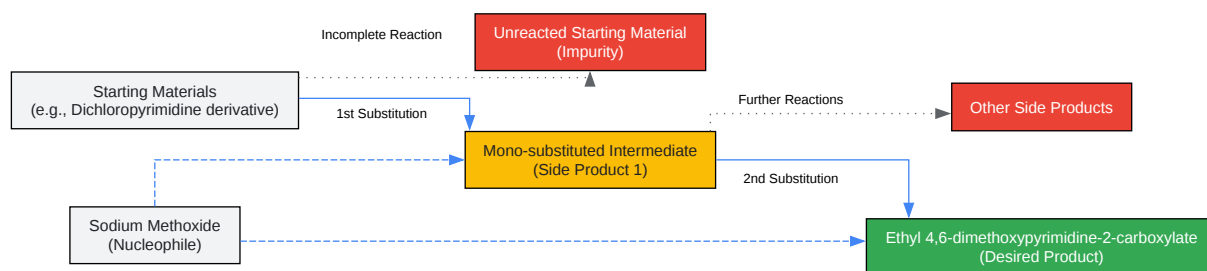 Incomplete Reaction
Unreacted Starting Material
(Impurity)
Starting Materials
(e.g., Dichloropyrimidine derivative)
1st Substitution
Further Reactions
Other Side Products
Mono-substituted Intermediate
(Side Product 1)
2nd Substitution
Sodium Methoxide
(Nucleophile)
Ethyl 4,6-dimethoxypyrimidine-2-carboxylate
(Desired Product)